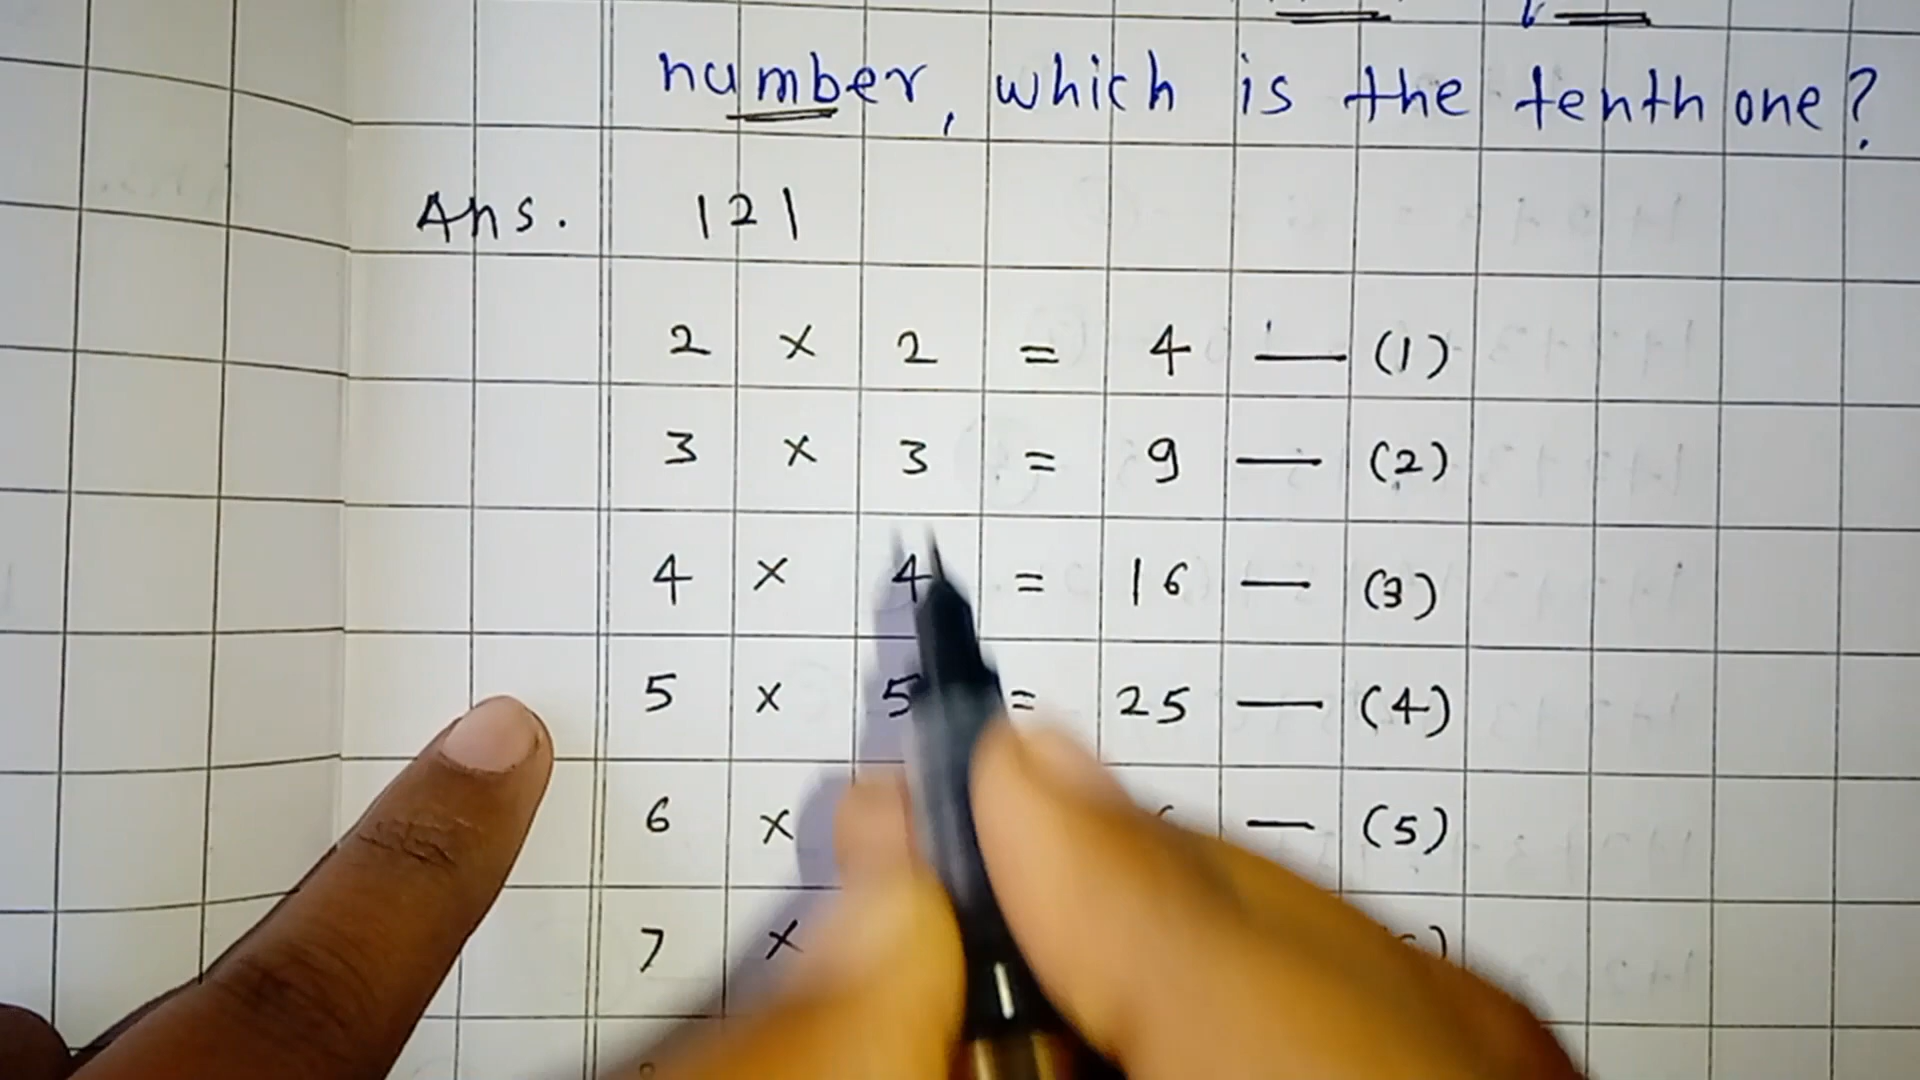 number, which is the tenth one?
Ans. 121
2 × 2 = 4 — (1)
3 × 3 = 9 — (2)
4 × 4 = 16 — (3)
5 × 5 = 25 — (4)
6 × — (5)
7 ×